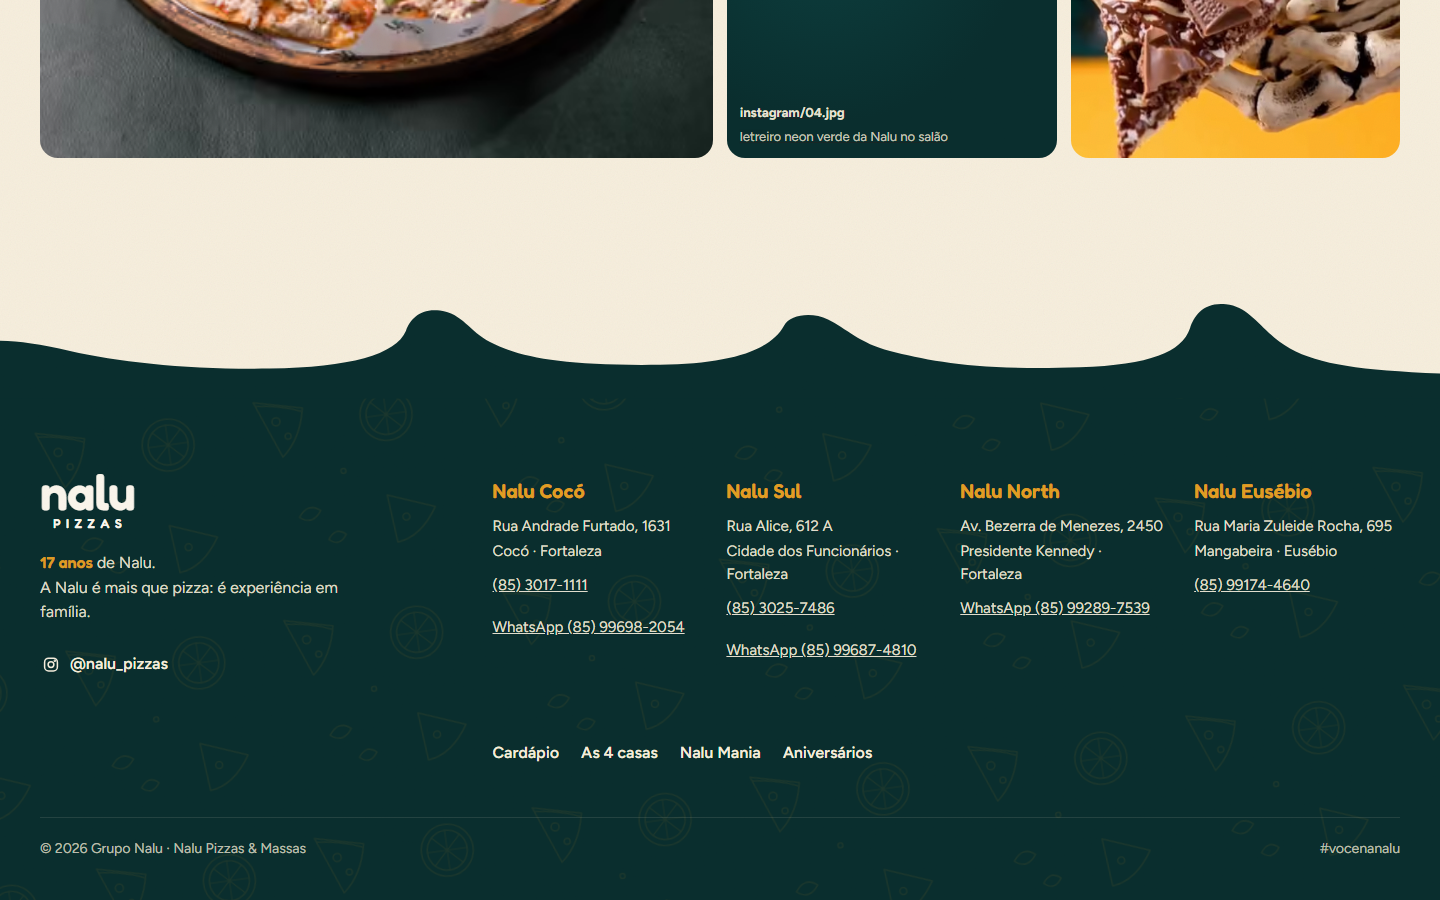 instagram/04.jpg
letreiro neon verde da Nalu no salão
nalu
PIZZAS
17 anos de Nalu.
A Nalu é mais que pizza: é experiência em
família.
@nalu_pizzas
Nalu Cocó
Rua Andrade Furtado, 1631
Cocó · Fortaleza
(85) 3017-1111
WhatsApp (85) 99698-2054
Nalu Sul
Rua Alice, 612 A
Cidade dos Funcionários ·
Fortaleza
(85) 3025-7486
WhatsApp (85) 99687-4810
Nalu North
Av. Bezerra de Menezes, 2450
Presidente Kennedy ·
Fortaleza
WhatsApp (85) 99289-7539
Nalu Eusébio
Rua Maria Zuleide Rocha, 695
Mangabeira · Eusébio
(85) 99174-4640
Cardápio As 4 casas Nalu Mania Aniversários
© 2026 Grupo Nalu · Nalu Pizzas & Massas
#vocenanalu